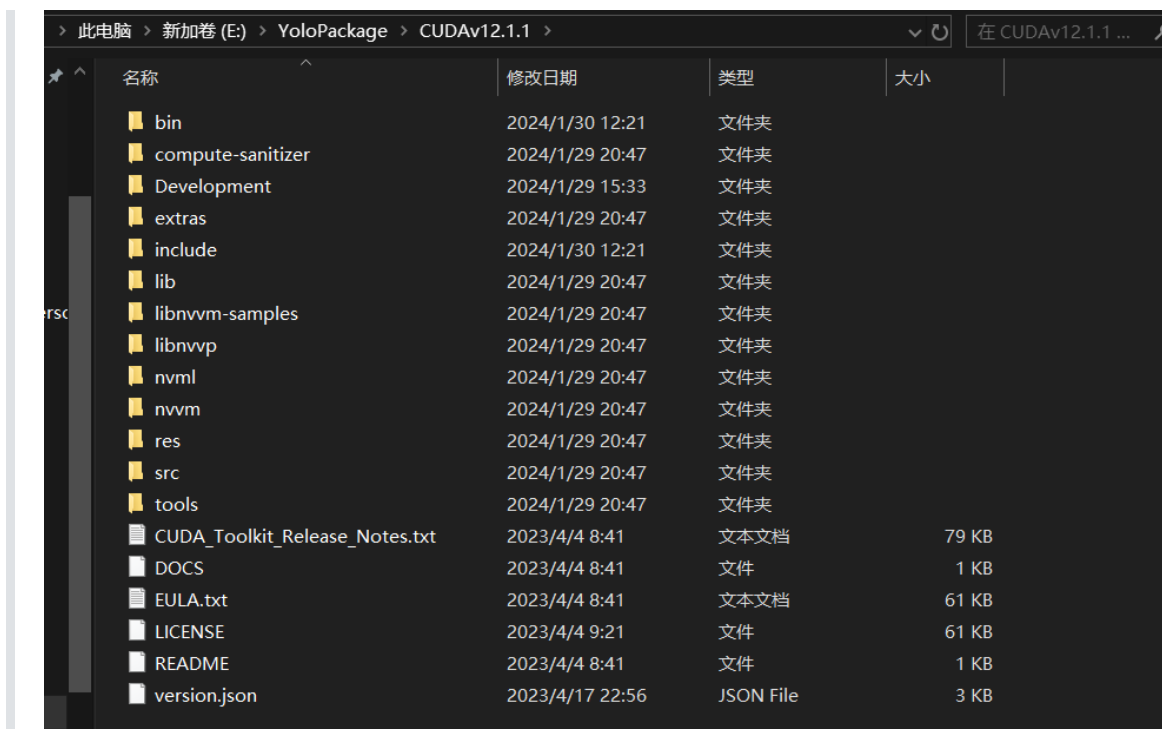 > 此电脑 > 新加卷 (E:) > YoloPackage > CUDAv12.1.1 >
在 CUDAv12.1.1 ...
名称 修改日期 类型 大小
bin 2024/1/30 12:21 文件夹
compute-sanitizer 2024/1/29 20:47 文件夹
Development 2024/1/29 15:33 文件夹
extras 2024/1/29 20:47 文件夹
include 2024/1/30 12:21 文件夹
lib 2024/1/29 20:47 文件夹
libnvvm-samples 2024/1/29 20:47 文件夹
libnvvp 2024/1/29 20:47 文件夹
nvml 2024/1/29 20:47 文件夹
nvvm 2024/1/29 20:47 文件夹
res 2024/1/29 20:47 文件夹
src 2024/1/29 20:47 文件夹
tools 2024/1/29 20:47 文件夹
CUDA_Toolkit_Release_Notes.txt 2023/4/4 8:41 文本文档 79 KB
DOCS 2023/4/4 8:41 文件 1 KB
EULA.txt 2023/4/4 8:41 文本文档 61 KB
LICENSE 2023/4/4 9:21 文件 61 KB
README 2023/4/4 8:41 文件 1 KB
version.json 2023/4/17 22:56 JSON File 3 KB